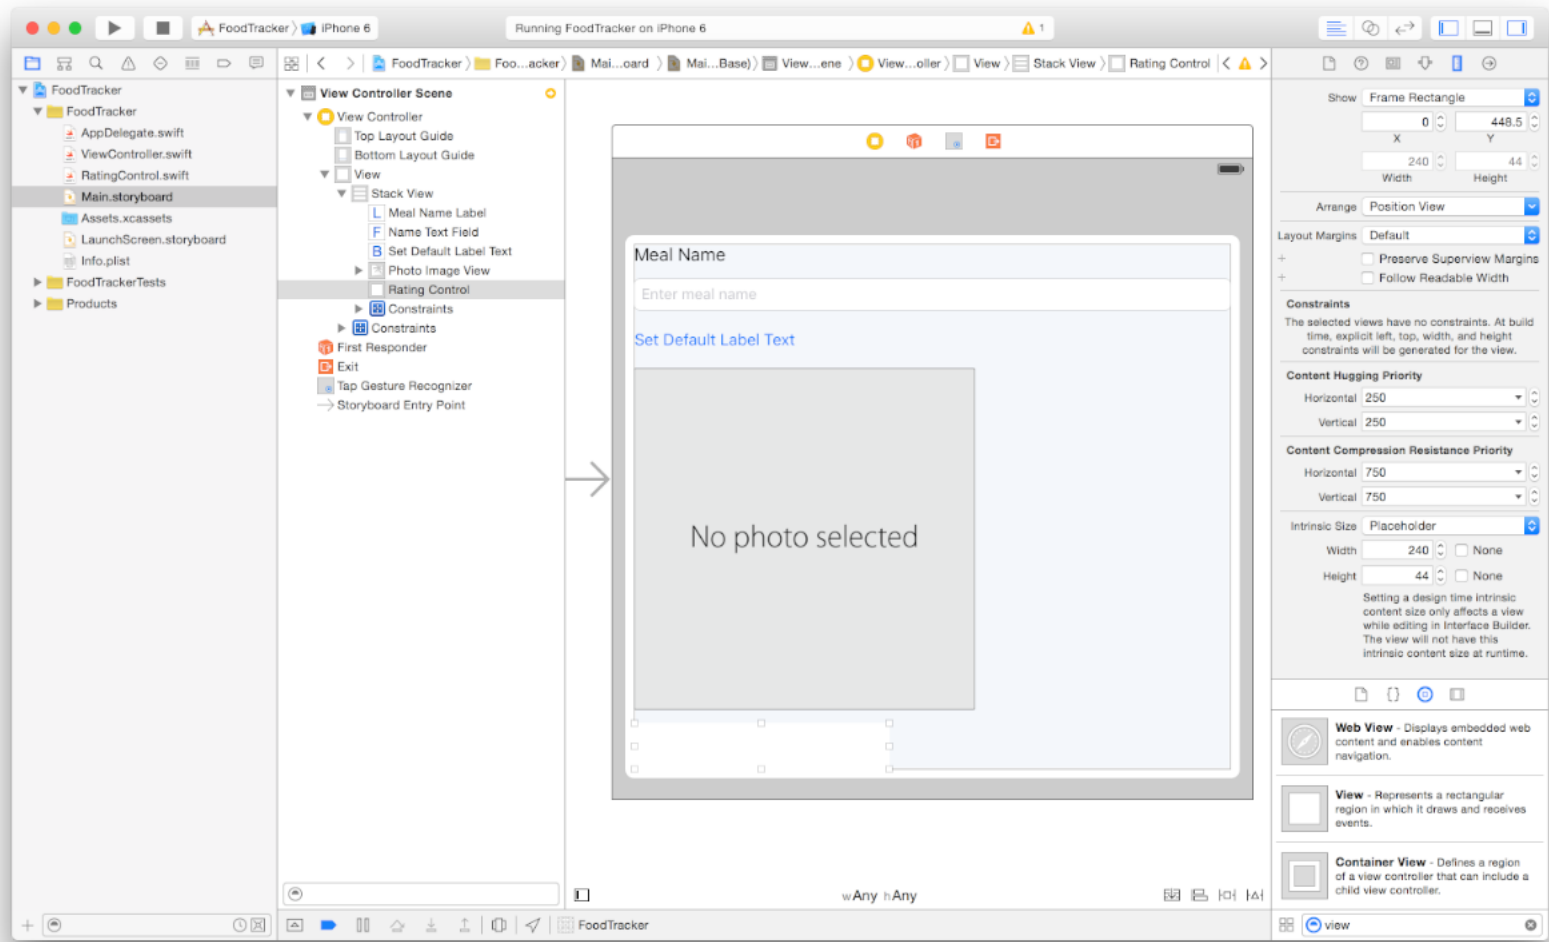 FoodTracker
iPhone 6
Running FoodTracker on iPhone 6
1
FoodTracker
Foo...acker)
Mai...oard
Mai...Base))
View...ene
View...oller
View
Stack View
Rating Control
FoodTracker
FoodTracker
AppDelegate.swift
ViewController.swift
RatingControl.swift
Main.storyboard
Assets.xcassets
LaunchScreen.storyboard
Info.plist
FoodTrackerTests
Products
View Controller Scene
View Controller
Top Layout Guide
Bottom Layout Guide
View
Stack View
L Meal Name Label
F Name Text Field
B Set Default Label Text
Photo Image View
Rating Control
Constraints
Constraints
First Responder
Exit
Tap Gesture Recognizer
Storyboard Entry Point
Meal Name
Enter meal name
Set Default Label Text
No photo selected
wAny hAny
FoodTracker
Show Frame Rectangle
0 448.5
X Y
240 44
Width Height
Arrange Position View
Layout Margins Default
Preserve Superview Margins
Follow Readable Width
Constraints
The selected views have no constraints. At build
time, explicit left, top, width, and height
constraints will be generated for the view.
Content Hugging Priority
Horizontal 250
Vertical 250
Content Compression Resistance Priority
Horizontal 750
Vertical 750
Intrinsic Size Placeholder
Width 240 None
Height 44 None
Setting a design time intrinsic
content size only affects a view
while editing in Interface Builder.
The view will not have this
intrinsic content size at runtime.
Web View - Displays embedded web
content and enables content
navigation.
View - Represents a rectangular
region in which it draws and receives
events.
Container View - Defines a region
of a view controller that can include a
child view controller.
view